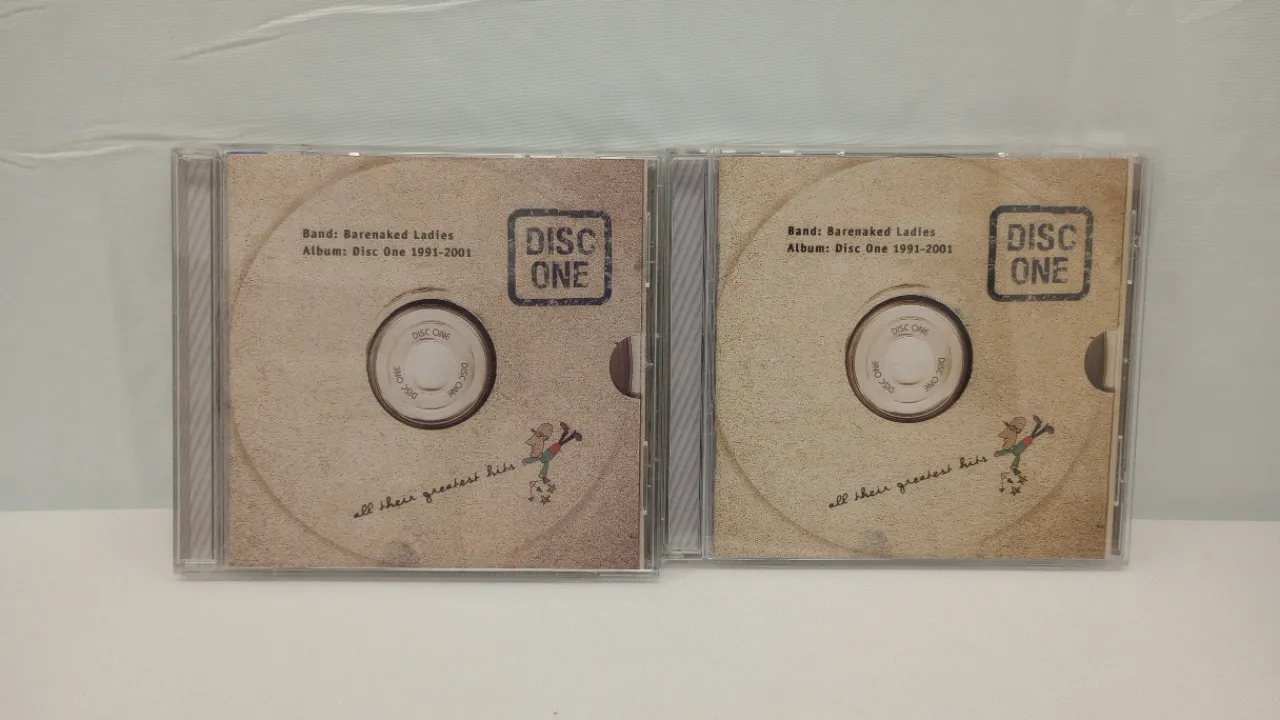 Band: Barenaked Ladies
Album: Disc One 1991-2001
DISC
ONE
DISC ONE
DISC ONE
DISC ONE
all their greatest hits
Band: Barenaked Ladies
Album: Disc One 1991-2001
DISC
ONE
DISC ONE
DISC ONE
DISC ONE
all their greatest hits